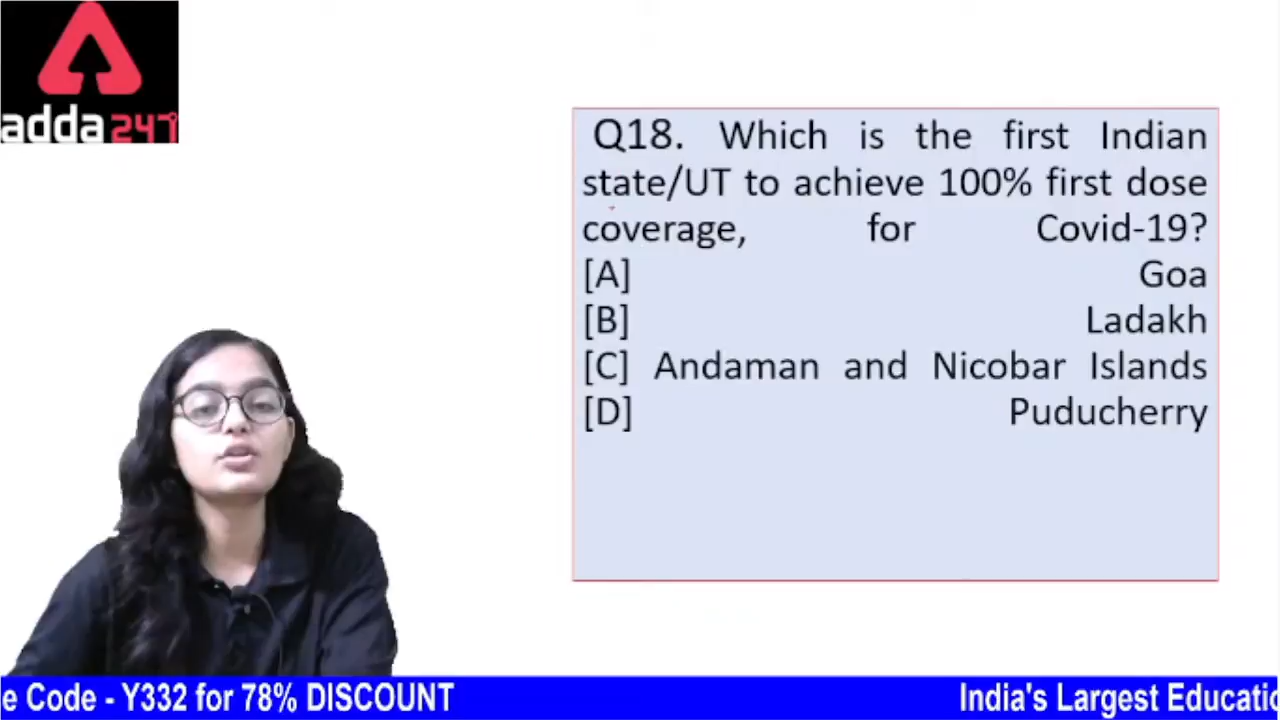 adda247
Q18. Which is the first Indian
state/UT to achieve 100% first dose
coverage, for Covid-19?
[A] Goa
[B] Ladakh
[C] Andaman and Nicobar Islands
[D] Puducherry
e Code - Y332 for 78% DISCOUNT India's Largest Educatio